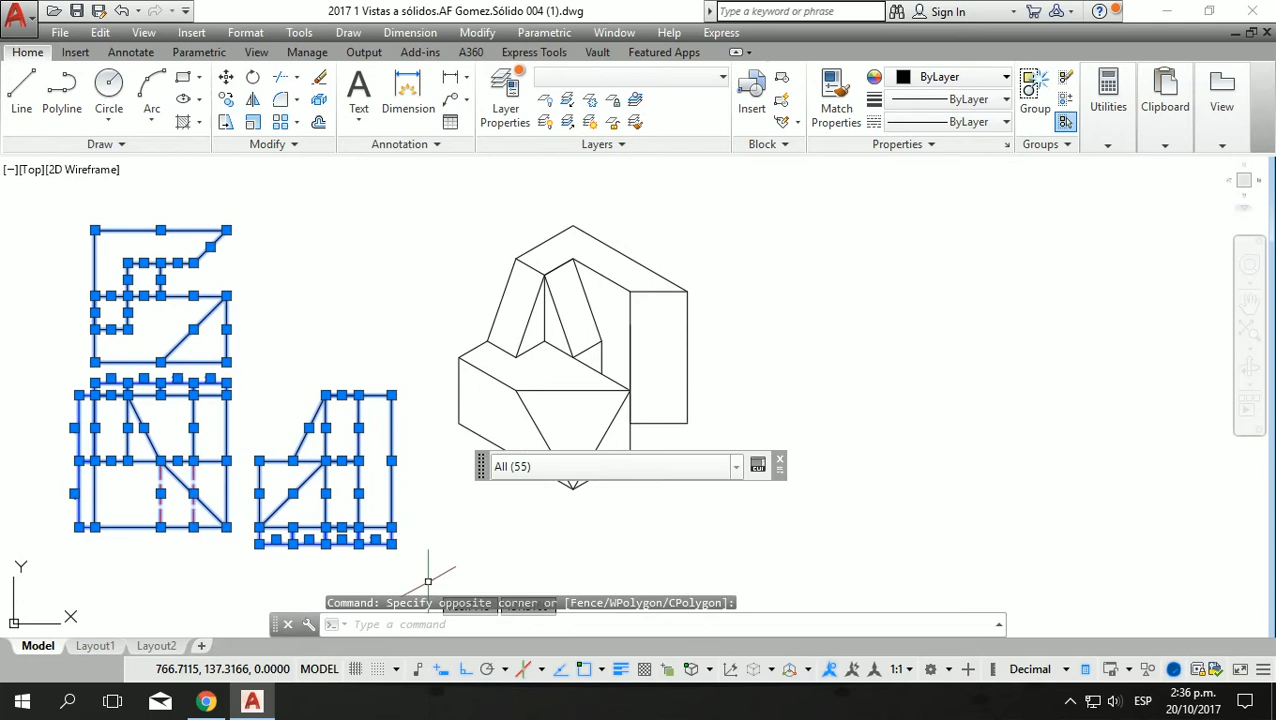 2017 1 Vistas a sólidos.AF Gomez.Sólido 004 (1).dwg
Type a keyword or phrase
Sign In
File Edit View Insert Format Tools Draw Dimension Modify Parametric Window Help Express
Home Insert Annotate Parametric View Manage Output Add-ins A360 Express Tools Vault Featured Apps
Line Polyline Circle Arc Text Dimension Layer Properties Insert Match Properties ByLayer ByLayer ByLayer Group Utilities Clipboard View
Draw Modify Annotation Layers Block Properties Groups
[−][Top][2D Wireframe]
All (55)
Y
X
Command: Specify opposite corner or [Fence/WPolygon/CPolygon]:
Type a command
Model Layout1 Layout2 +
766.7115, 137.3166, 0.0000 MODEL 1:1 Decimal
ESP
2:36 p.m.
20/10/2017